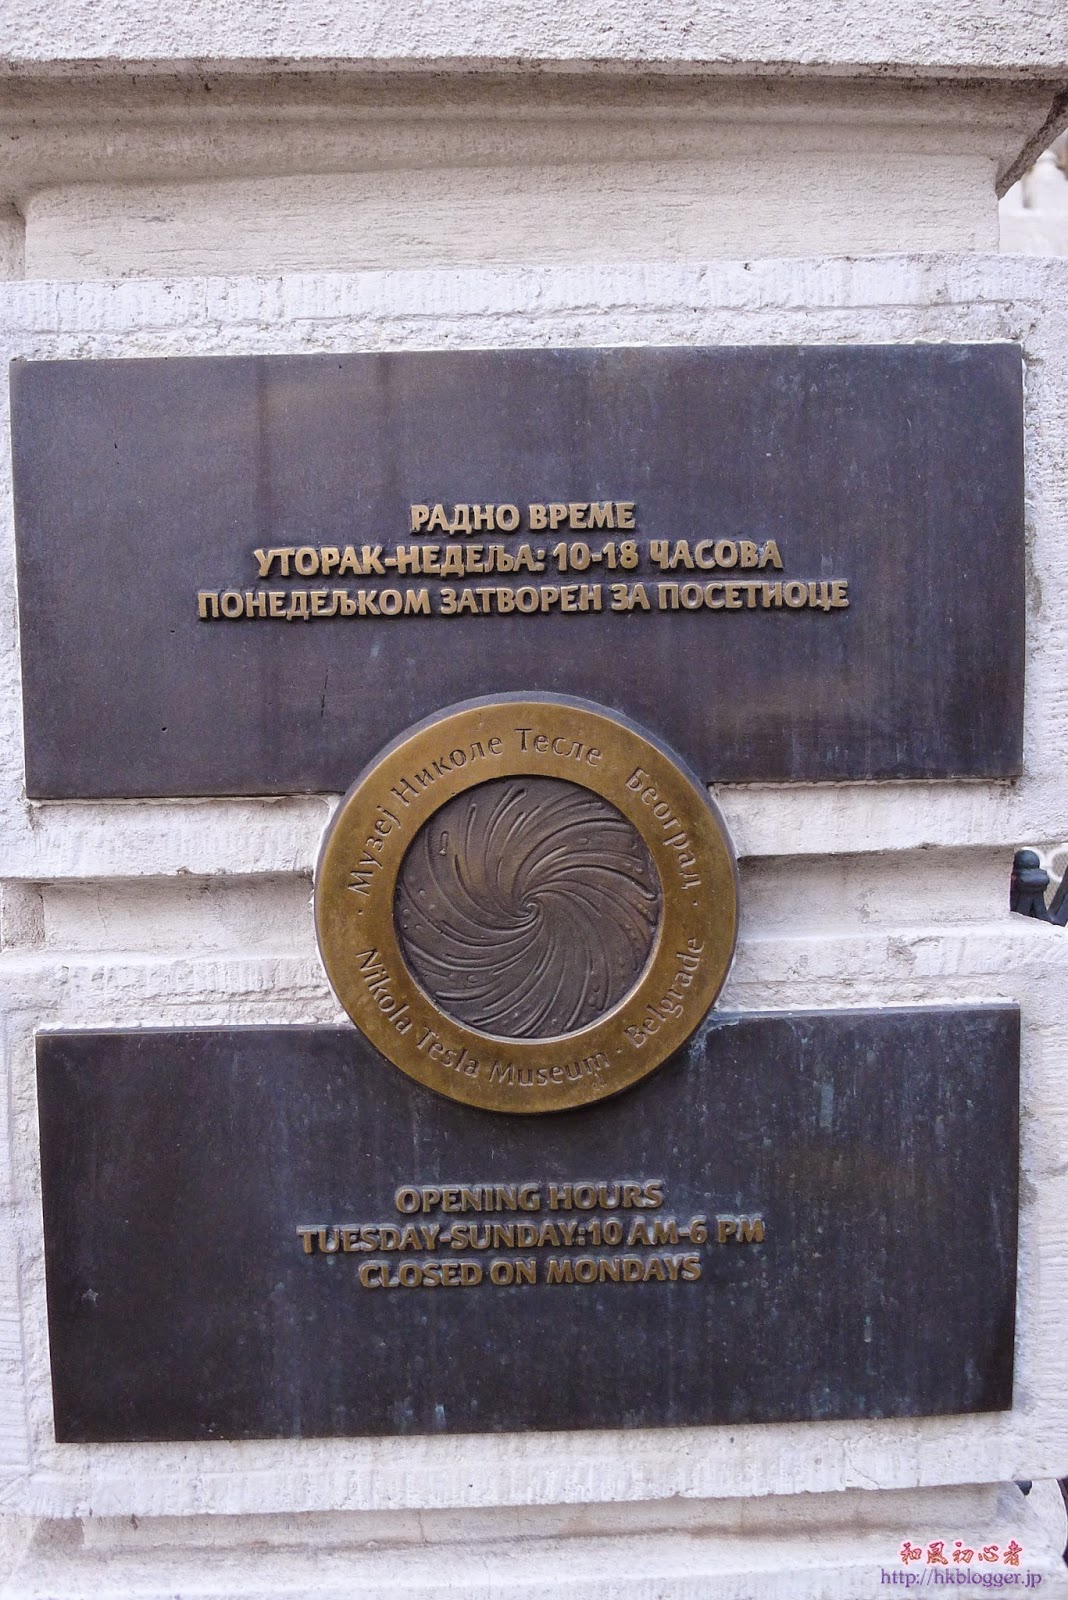 РАДНО ВРЕМЕ
УТОРАК-НЕДЕЉА: 10-18 ЧАСОВА
ПОНЕДЕЉКОМ ЗАТВОРЕН ЗА ПОСЕТИОЦЕ
· Музеј Николе Тесле Београд ·
Nikola Tesla Museum · Belgrade
OPENING HOURS
TUESDAY-SUNDAY:10 AM-6 PM
CLOSED ON MONDAYS
和風初心者
http://hkblogger.jp